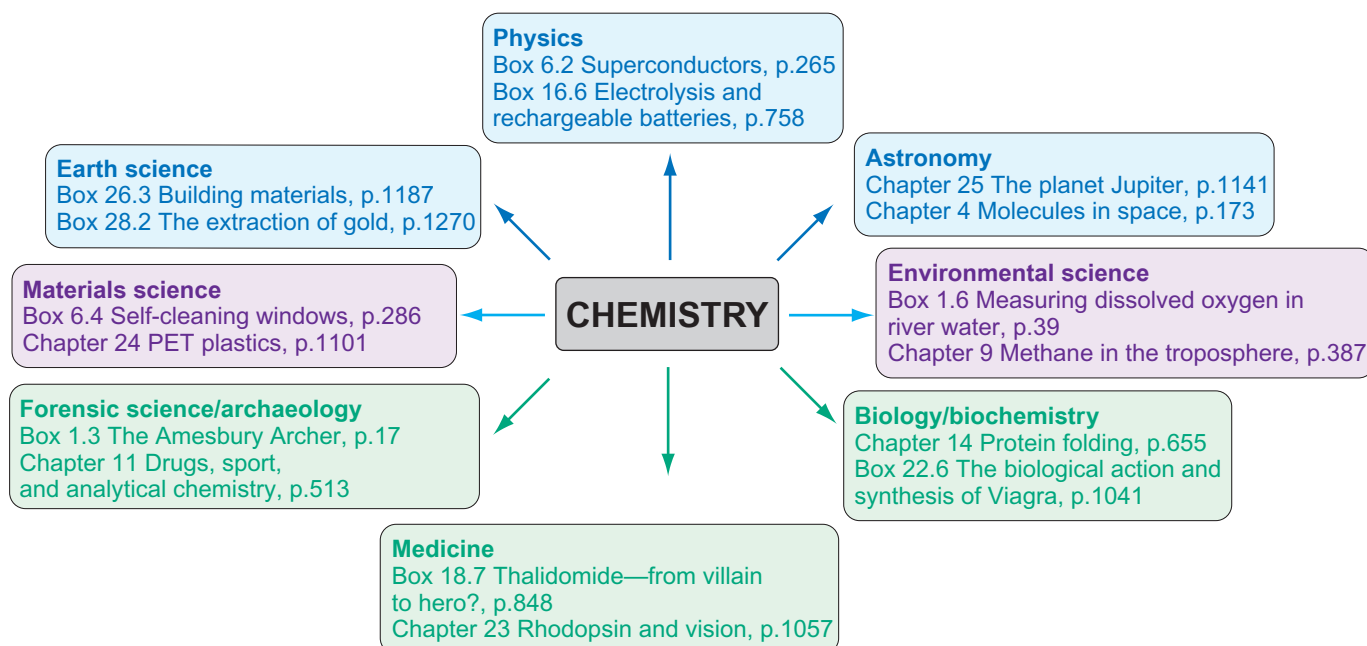 Physics
Box 6.2 Superconductors, p.265
Box 16.6 Electrolysis and
rechargeable batteries, p.758
Earth science
Box 26.3 Building materials, p.1187
Box 28.2 The extraction of gold, p.1270
Astronomy
Chapter 25 The planet Jupiter, p.1141
Chapter 4 Molecules in space, p.173
Materials science
Box 6.4 Self-cleaning windows, p.286
Chapter 24 PET plastics, p.1101
CHEMISTRY
Environmental science
Box 1.6 Measuring dissolved oxygen in
river water, p.39
Chapter 9 Methane in the troposphere, p.387
Forensic science/archaeology
Box 1.3 The Amesbury Archer, p.17
Chapter 11 Drugs, sport,
and analytical chemistry, p.513
Biology/biochemistry
Chapter 14 Protein folding, p.655
Box 22.6 The biological action and
synthesis of Viagra, p.1041
Medicine
Box 18.7 Thalidomide—from villain
to hero?, p.848
Chapter 23 Rhodopsin and vision, p.1057